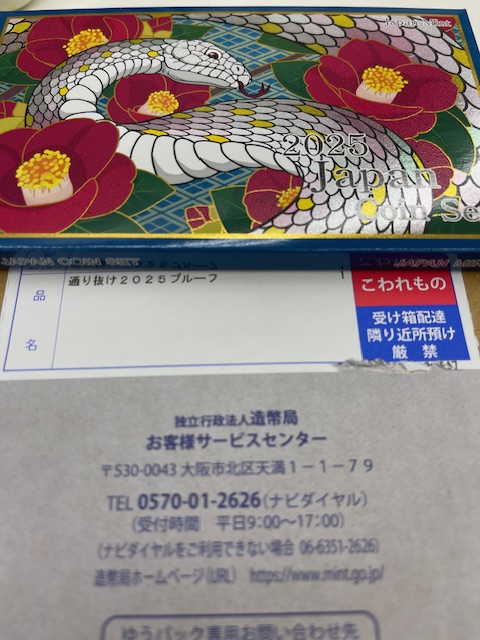 Japan Mint
2025
Japan
Coin Se
JAPAN COIN SET
品
名
通り抜け2025プルーフ
こわれもの
受け箱配達
隣り近所預け
厳禁
独立行政法人造幣局
お客様サービスセンター
〒530-0043 大阪市北区天満1-1-79
TEL 0570-01-2626(ナビダイヤル)
(受付時間 平日9:00~17:00)
(ナビダイヤルをご利用できない場合 06-6351-2626)
造幣局ホームページ(URL) https://www.mint.go.jp/
ゆうパック専用お問い合わせ先